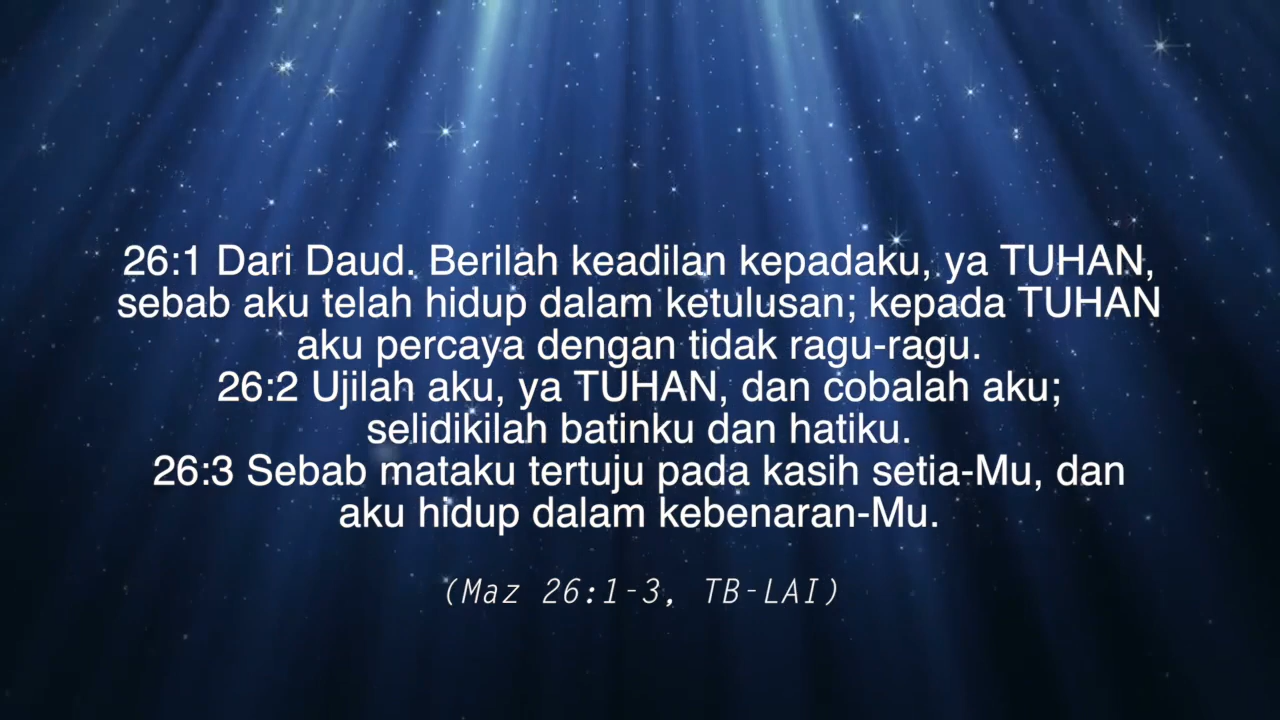 26:1 Dari Daud. Berilah keadilan kepadaku, ya TUHAN,
sebab aku telah hidup dalam ketulusan; kepada TUHAN
aku percaya dengan tidak ragu-ragu.
26:2 Ujilah aku, ya TUHAN, dan cobalah aku;
selidikilah batinku dan hatiku.
26:3 Sebab mataku tertuju pada kasih setia-Mu, dan
aku hidup dalam kebenaran-Mu.
(Maz 26:1-3, TB-LAI)